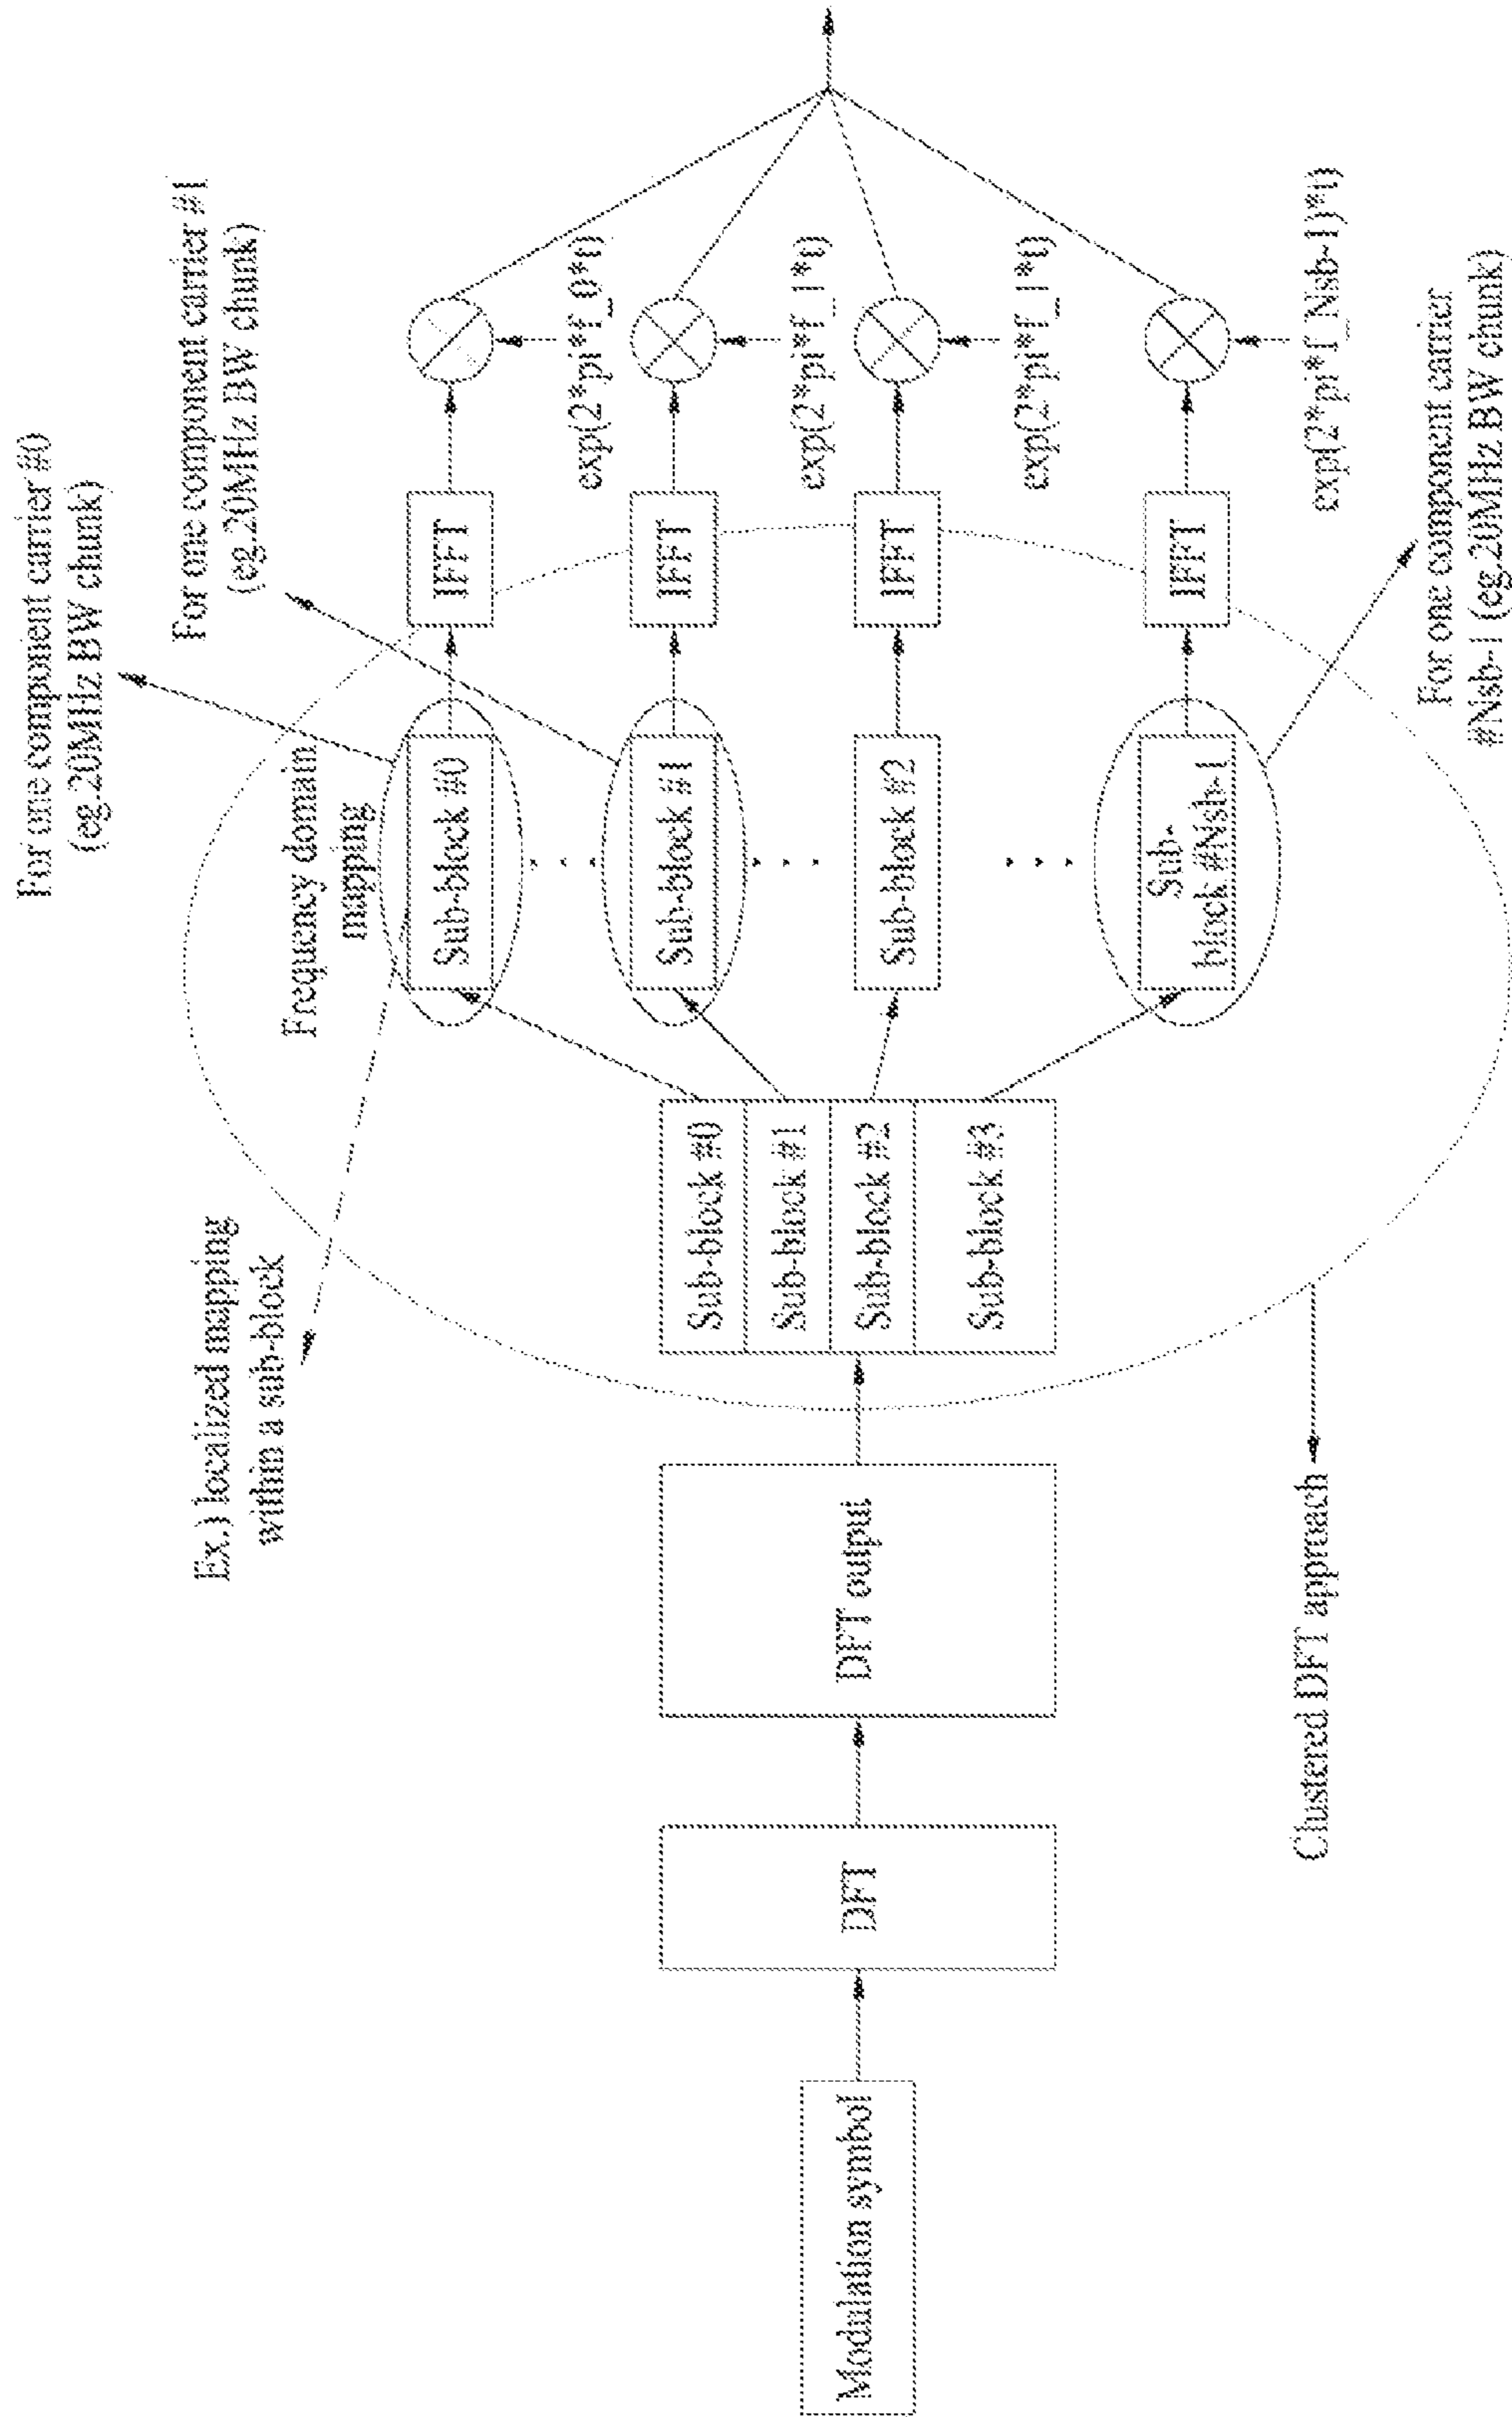 Modulation symbol
DFT
DFT output
Sub-block #0
Sub-block #1
Sub-block #2
Sub-block #3
Clustered DFT approach
Ex.) localized mapping
within a sub-block
Frequency domain
mapping
For one component carrier #0
(eg.20MHz BW chunk)
For one component carrier #1
(eg.20MHz BW chunk)
Sub-block #0
IFFT
exp(2*pi*f_0*t)
Sub-block #1
IFFT
exp(2*pi*f_1*t)
Sub-block #2
IFFT
exp(2*pi*f_1*t)
Sub-
block #Nsb-1
IFFT
exp(2*pi*f_Nsb-1)*t)
For one component carrier
#Nsb-1 (eg.20MHz BW chunk)